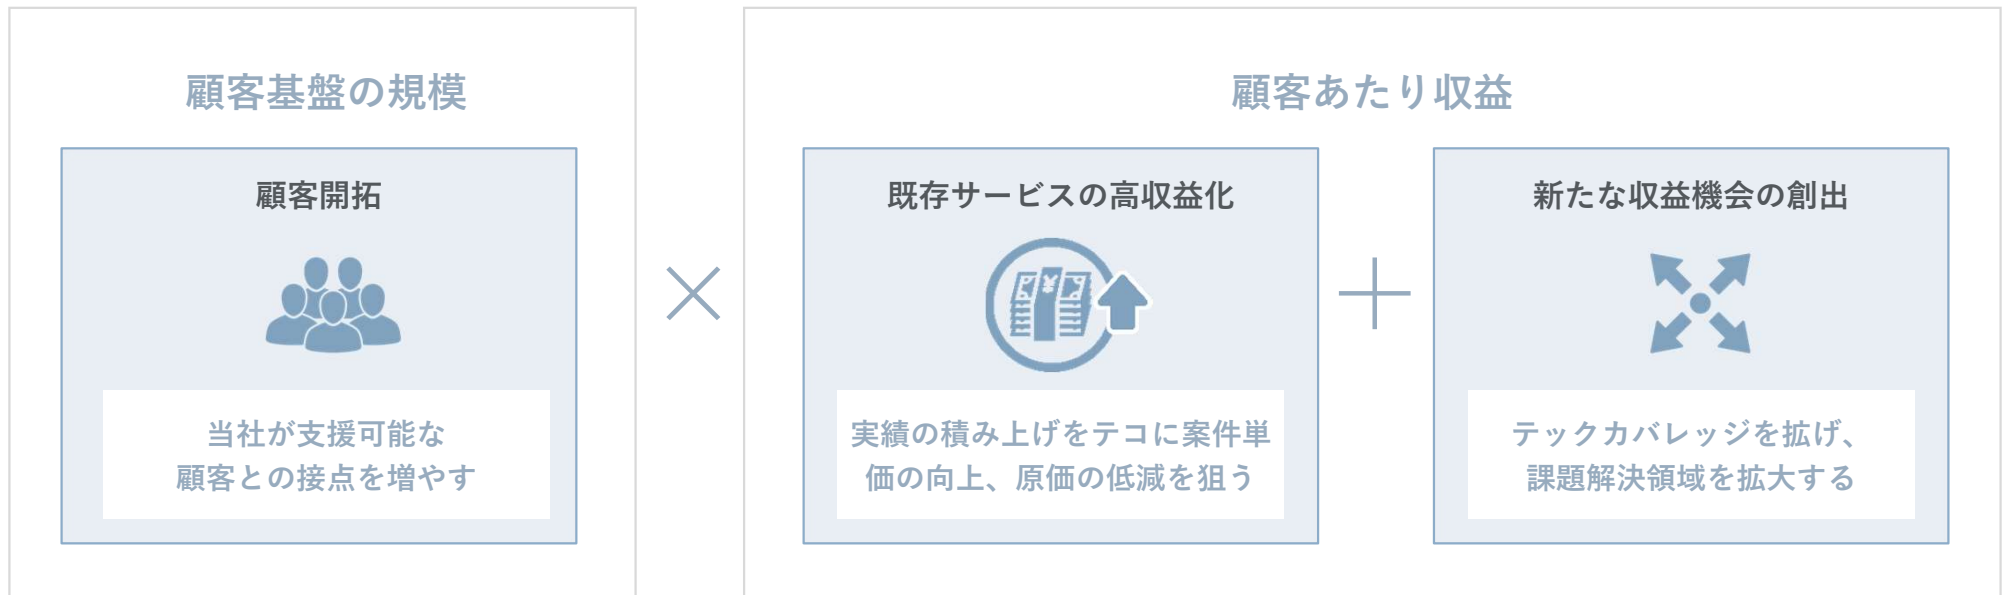 顧客基盤の規模
顧客開拓
当社が支援可能な
顧客との接点を増やす
×
顧客あたり収益
既存サービスの高収益化
¥
実績の積み上げをテコに案件単
価の向上、原価の低減を狙う
+
新たな収益機会の創出
テックカバレッジを拡げ、
課題解決領域を拡大する